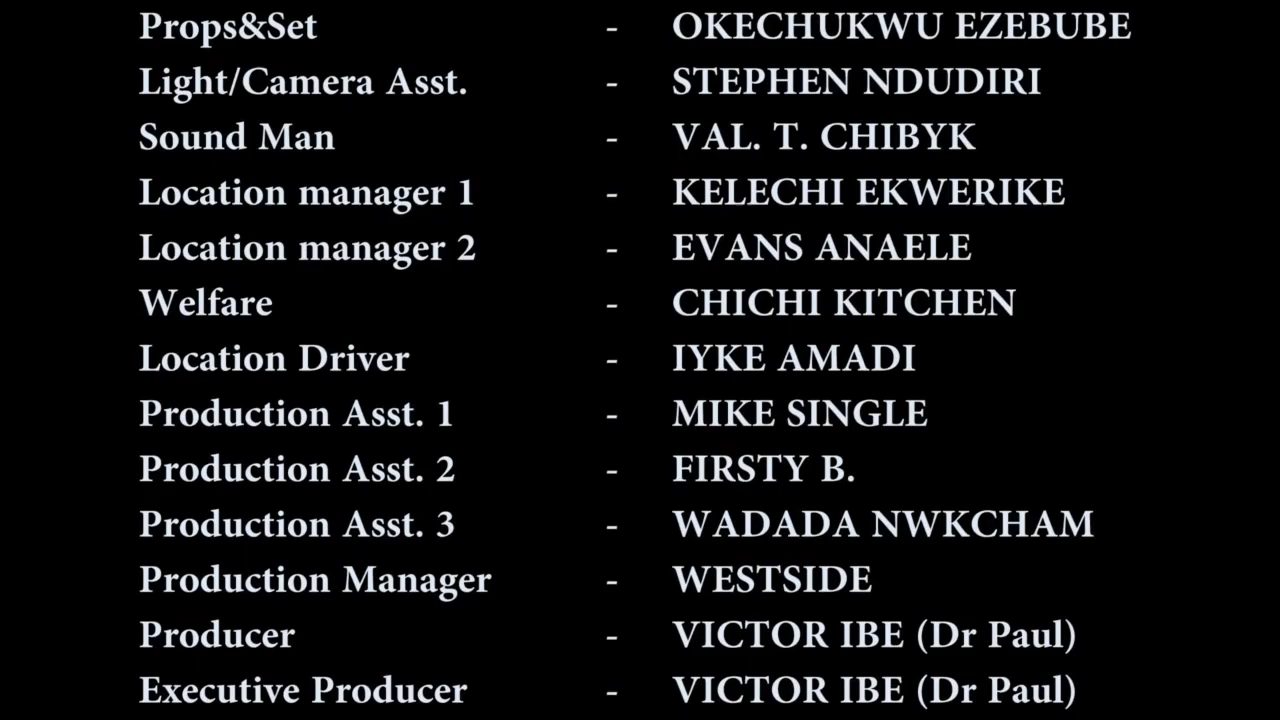 Props&Set - OKECHUKWU EZEBUBE
Light/Camera Asst. - STEPHEN NDUDIRI
Sound Man - VAL. T. CHIBYK
Location manager 1 - KELECHI EKWERIKE
Location manager 2 - EVANS ANAELE
Welfare - CHICHI KITCHEN
Location Driver - IYKE AMADI
Production Asst. 1 - MIKE SINGLE
Production Asst. 2 - FIRSTY B.
Production Asst. 3 - WADADA NWKCHAM
Production Manager - WESTSIDE
Producer - VICTOR IBE (Dr Paul)
Executive Producer - VICTOR IBE (Dr Paul)